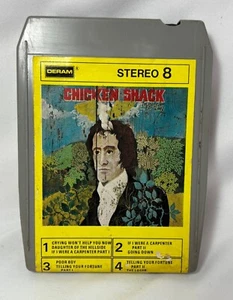 DERAM
STEREO 8
CHICKEN SHACK
1 CRYING WON'T HELP YOU NOW
DAUGHTER OF THE HILLSIDE
IF I WERE A CARPENTER
PART I
2 IF I WERE A CARPENTER
PART II
GOING DOWN
3 POOR BOY
TELLING YOUR FORTUNE
PART I
4 TELLING YOUR FORTUNE
PART II